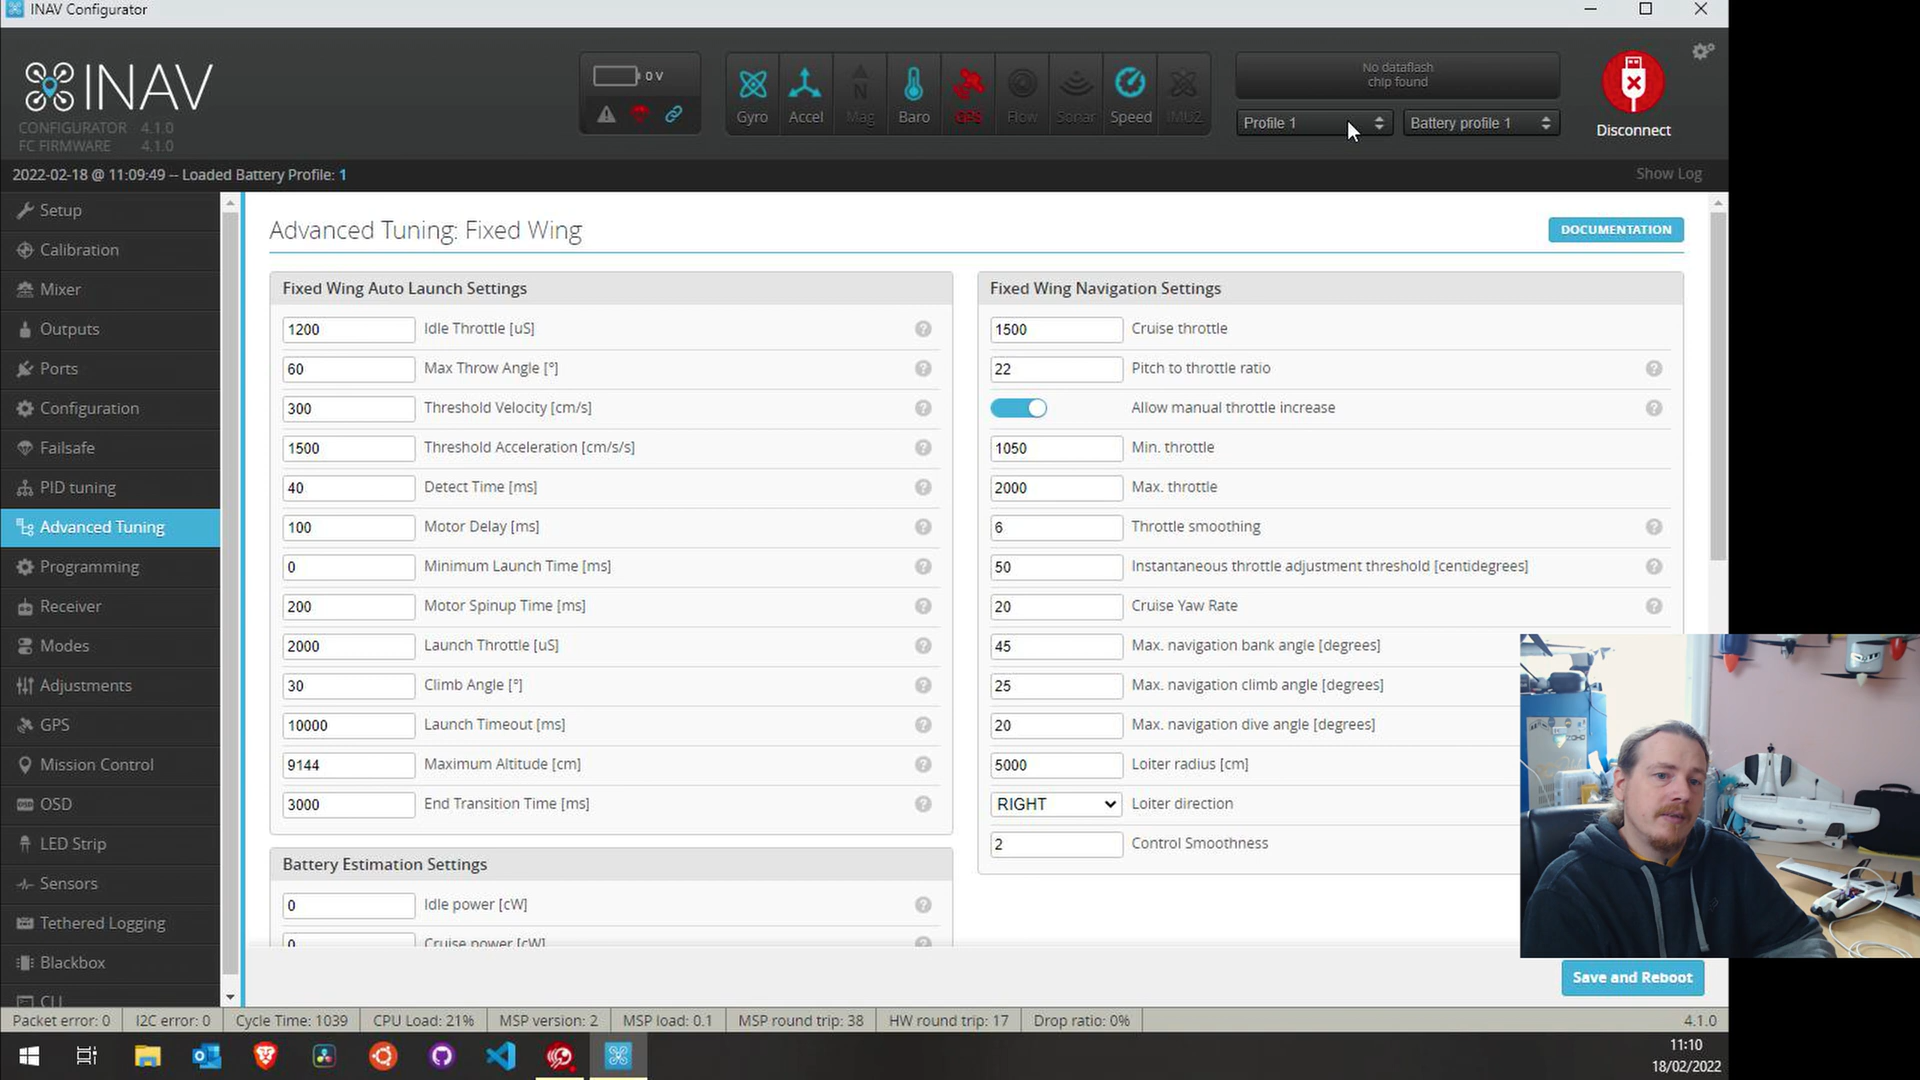 INAV Configurator
INAV
CONFIGURATOR 4.1.0
FC FIRMWARE 4.1.0
0 V
Gyro
Accel
Mag
Baro
GPS
Flow
Sonar
Speed
IMU2
No dataflash
chip found
Profile 1
Battery profile 1
Disconnect
2022-02-18 @ 11:09:49 -- Loaded Battery Profile: 1
Show Log
Setup
Calibration
Mixer
Outputs
Ports
Configuration
Failsafe
PID tuning
Advanced Tuning
Programming
Receiver
Modes
Adjustments
GPS
Mission Control
OSD
LED Strip
Sensors
Tethered Logging
Blackbox
CLI
Advanced Tuning: Fixed Wing
DOCUMENTATION
Fixed Wing Auto Launch Settings
1200 Idle Throttle [uS]
60 Max Throw Angle [°]
300 Threshold Velocity [cm/s]
1500 Threshold Acceleration [cm/s/s]
40 Detect Time [ms]
100 Motor Delay [ms]
0 Minimum Launch Time [ms]
200 Motor Spinup Time [ms]
2000 Launch Throttle [uS]
30 Climb Angle [°]
10000 Launch Timeout [ms]
9144 Maximum Altitude [cm]
3000 End Transition Time [ms]
Battery Estimation Settings
0 Idle power [cW]
0 Cruise power [cW]
Fixed Wing Navigation Settings
1500 Cruise throttle
22 Pitch to throttle ratio
Allow manual throttle increase
1050 Min. throttle
2000 Max. throttle
6 Throttle smoothing
50 Instantaneous throttle adjustment threshold [centidegrees]
20 Cruise Yaw Rate
45 Max. navigation bank angle [degrees]
25 Max. navigation climb angle [degrees]
20 Max. navigation dive angle [degrees]
5000 Loiter radius [cm]
RIGHT Loiter direction
2 Control Smoothness
Save and Reboot
Packet error: 0
I2C error: 0
Cycle Time: 1039
CPU Load: 21%
MSP version: 2
MSP load: 0.1
MSP round trip: 38
HW round trip: 17
Drop ratio: 0%
4.1.0
11:10
18/02/2022